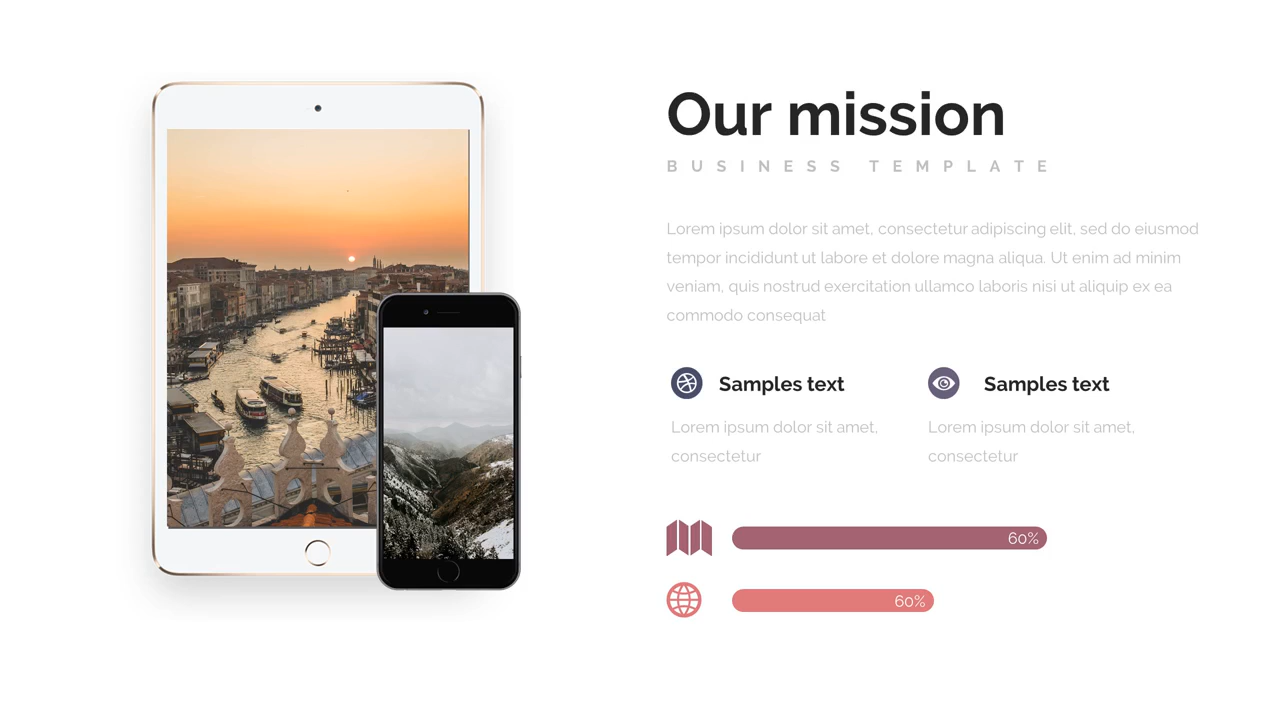 Our mission
BUSINESS TEMPLATE
Lorem ipsum dolor sit amet, consectetur adipiscing elit, sed do eiusmod
tempor incididunt ut labore et dolore magna aliqua. Ut enim ad minim
veniam, quis nostrud exercitation ullamco laboris nisi ut aliquip ex ea
commodo consequat
Samples text
Lorem ipsum dolor sit amet,
consectetur
Samples text
Lorem ipsum dolor sit amet,
consectetur
60%
60%